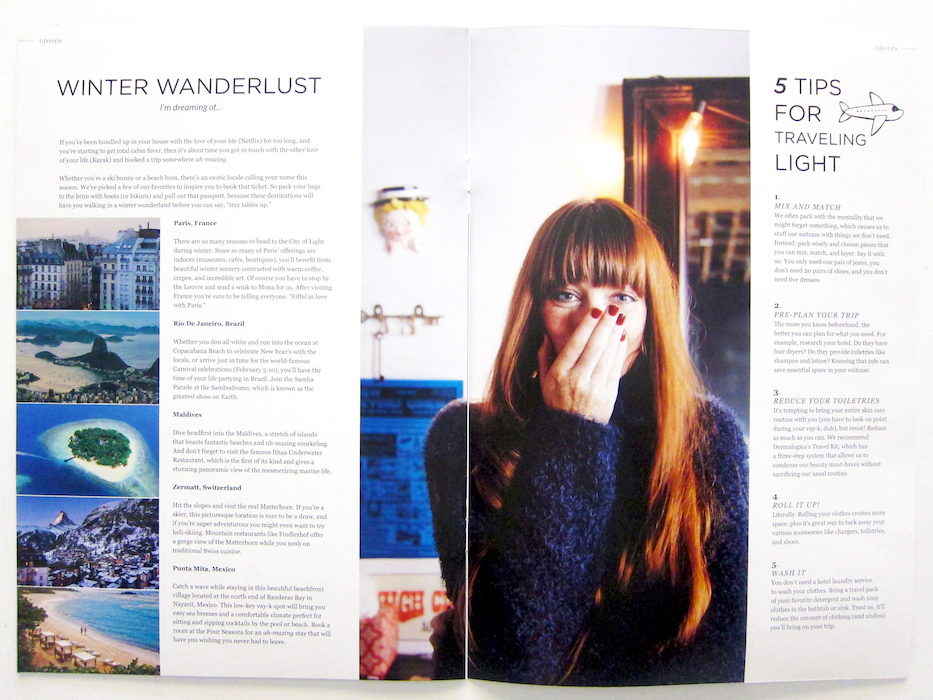 lifestyle
WINTER WANDERLUST
I'm dreaming of...
If you've been bundled up in your house with the love of your life (Netflix) for too long, and
you're starting to get total cabin fever, then it's about time you got in touch with the other love
of your life (Kayak) and booked a trip somewhere uh-mazing.
Whether you're a ski bunny or a beach bum, there's an exotic locale calling your name this
season. We've picked a few of our favorites to inspire you to book that ticket. So pack your bags
to the brim with boots (or bikinis) and pull out that passport, because these destinations will
have you walking in a winter wonderland before you can say, "tray tables up."
Paris, France
There are so many reasons to head to the City of Light
during winter. Since so many of Paris' offerings are
indoors (museums, cafés, boutiques), you'll benefit from
beautiful winter scenery contrasted with warm coffee,
crepes, and incredible art. Of course you have to stop by
the Louvre and send a wink to Mona for us. After visiting
France you're sure to be telling everyone, "Eiffel in love
with Paris."
Rio De Janeiro, Brazil
Whether you don all white and run into the ocean at
Copacabana Beach to celebrate New Year's with the
locals, or arrive just in time for the world-famous
Carnival celebrations (February 5-10), you'll have the
time of your life partying in Brazil. Join the Samba
Parade at the Sambodromo, which is known as the
greatest show on Earth.
Maldives
Dive headfirst into the Maldives, a stretch of islands
that boasts fantastic beaches and uh-mazing snorkeling.
And don't forget to visit the famous Ithaa Underwater
Restaurant, which is the first of its kind and gives a
stunning panoramic view of the mesmerizing marine life.
Zermatt, Switzerland
Hit the slopes and visit the real Matterhorn. If you're a
skier, this picturesque location is sure to be a draw, and
if you're super adventurous you might even want to try
heli-skiing. Mountain restaurants like Findlerhof offer
a gorge view of the Matterhorn while you nosh on
traditional Swiss cuisine.
Punta Mita, Mexico
Catch a wave while staying in this beautiful beachfront
village located at the north end of Banderas Bay in
Nayarit, Mexico. This low-key vay-k spot will bring you
easy sea breezes and a comfortable climate perfect for
sitting and sipping cocktails by the pool or beach. Book a
room at the Four Seasons for an uh-mazing stay that will
have you wishing you never had to leave.
lifestyle
5 TIPS
FOR
TRAVELING
LIGHT
1.
MIX AND MATCH
We often pack with the mentality that we
might forget something, which causes us to
stuff our suitcase with things we don't need.
Instead, pack wisely and choose pieces that
you can mix, match, and layer. Say it with
us: You only need one pair of jeans, you
don't need 20 pairs of shoes, and you don't
need five dresses.
2.
PRE-PLAN YOUR TRIP
The more you know beforehand, the
better you can plan for what you need. For
example, research your hotel. Do they have
hair dryers? Do they provide toiletries like
shampoo and lotion? Knowing that info can
save essential space in your suitcase.
3.
REDUCE YOUR TOILETRIES
It's tempting to bring your entire skin care
routine with you (you have to look on point
during your vay-k, duh), but resist! Reduce
as much as you can. We recommend
Dermalogica's Travel Kit, which has
a three-step system that allows us to
condense our beauty must-haves without
sacrificing our usual routine.
4.
ROLL IT UP!
Literally. Rolling your clothes creates more
space, plus it's great way to tuck away your
various accessories like chargers, toiletries,
and shoes.
5.
WASH IT
You don't need a hotel laundry service
to wash your clothes. Bring a travel pack
of your favorite detergent and wash your
clothes in the bathtub or sink. Trust us, it'll
reduce the amount of clothing (and undies)
you'll bring on your trip.